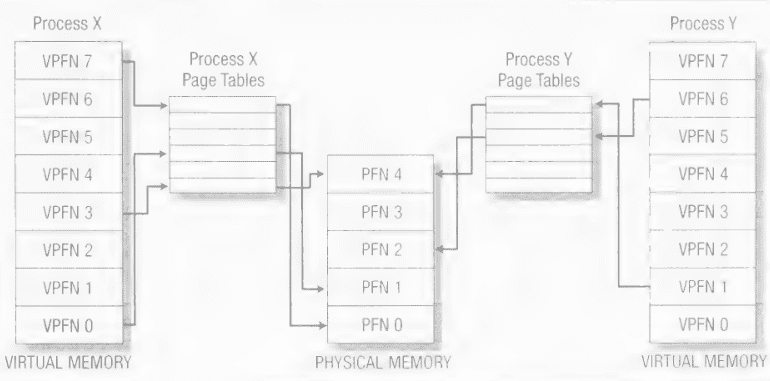 Process X
VPFN 7
VPFN 6
VPFN 5
VPFN 4
VPFN 3
VPFN 2
VPFN 1
VPFN 0
VIRTUAL MEMORY
Process X
Page Tables
PFN 4
PFN 3
PFN 2
PFN 1
PFN 0
PHYSICAL MEMORY
Process Y
Page Tables
Process Y
VPFN 7
VPFN 6
VPFN 5
VPFN 4
VPFN 3
VPFN 2
VPFN 1
VPFN 0
VIRTUAL MEMORY